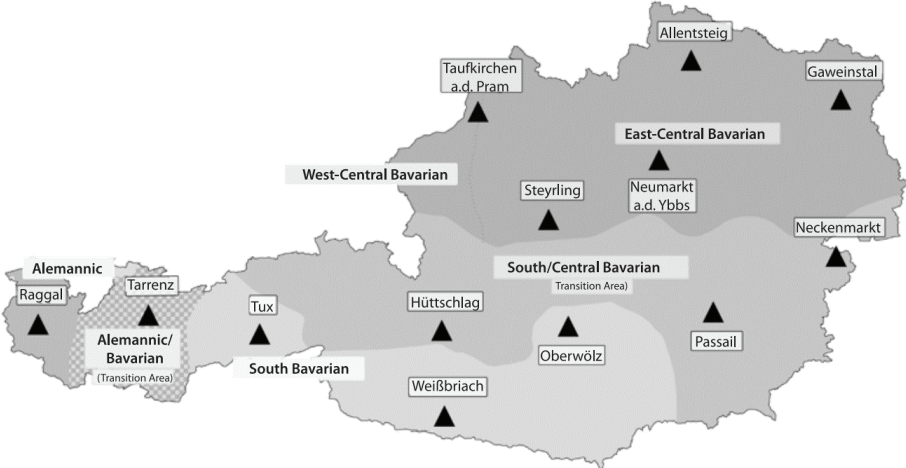 Allentsteig
Taufkirchen
a.d. Pram
Gaweinstal
East-Central Bavarian
West-Central Bavarian
Steyrling
Neumarkt
a.d. Ybbs
Neckenmarkt
Alemannic
South/Central Bavarian
Transition Area)
Raggal
Tarrenz
Tux
Hüttschlag
Alemannic/
Bavarian
(Transition Area)
Oberwölz
Passail
South Bavarian
Weißbriach